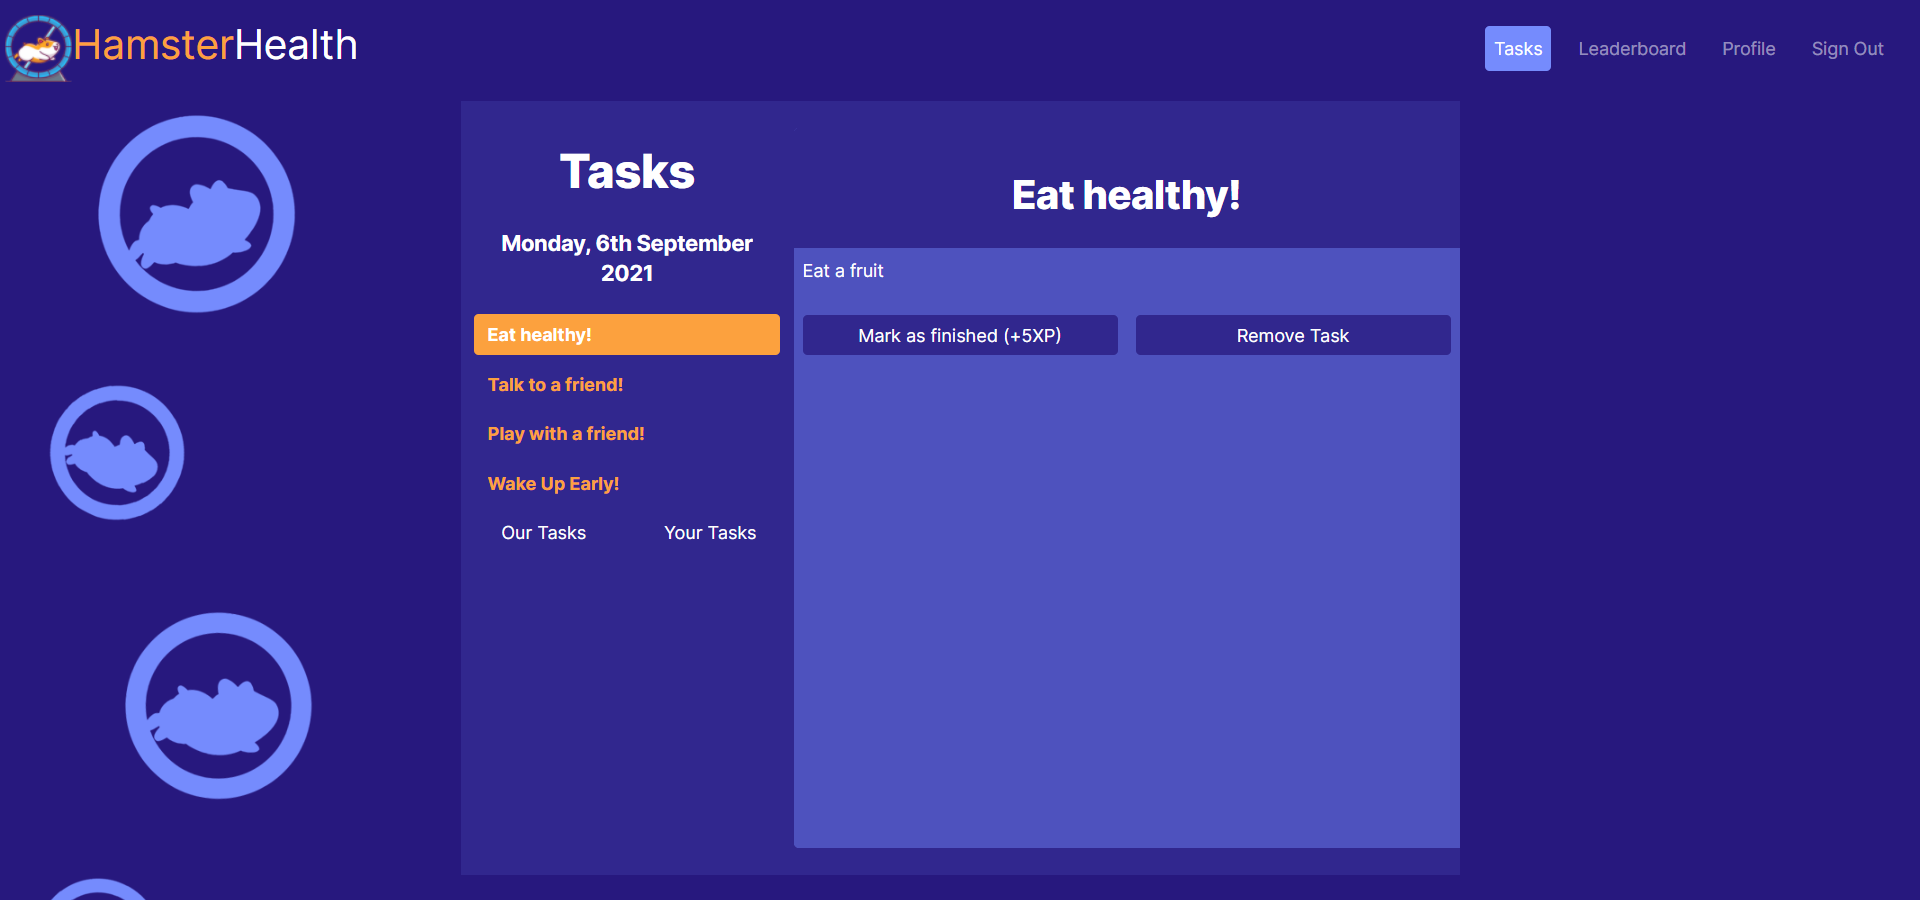 HamsterHealth
Tasks
Leaderboard
Profile
Sign Out
Tasks
Monday, 6th September
2021
Eat healthy!
Talk to a friend!
Play with a friend!
Wake Up Early!
Our Tasks
Your Tasks
Eat healthy!
Eat a fruit
Mark as finished (+5XP)
Remove Task